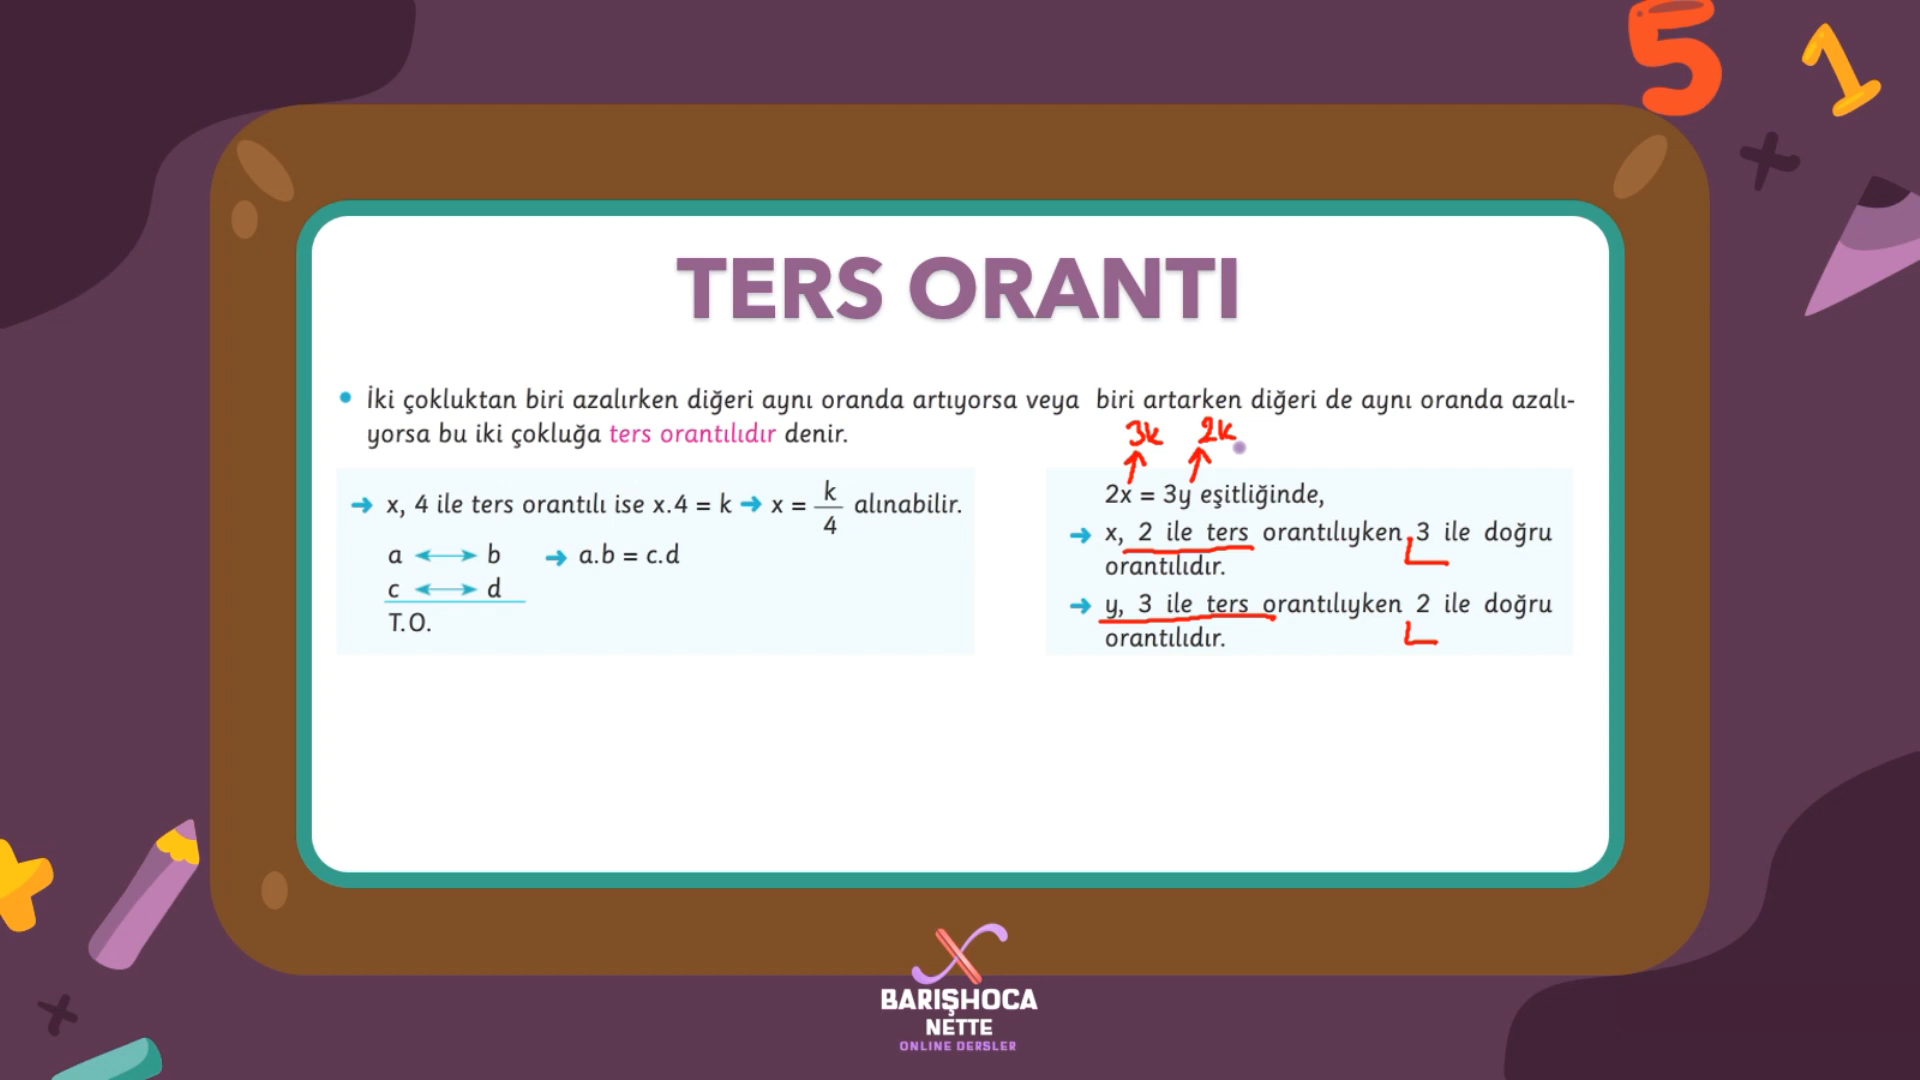 5 1
TERS ORANTI
• İki çokluktan biri azalırken diğeri aynı oranda artıyorsa veya biri artarken diğeri de aynı oranda azalı-
yorsa bu iki çokluğa ters orantılıdır denir.
3k 2k
➜ x, 4 ile ters orantılı ise x.4 = k ➜ x = k/4 alınabilir.
a ⟷ b ➜ a.b = c.d
c ⟷ d
T.O.
2x = 3y eşitliğinde,
➜ x, 2 ile ters orantılıyken 3 ile doğru
orantılıdır.
➜ y, 3 ile ters orantılıyken 2 ile doğru
orantılıdır.
BARIŞHOCA
NETTE
ONLINE DERSLER